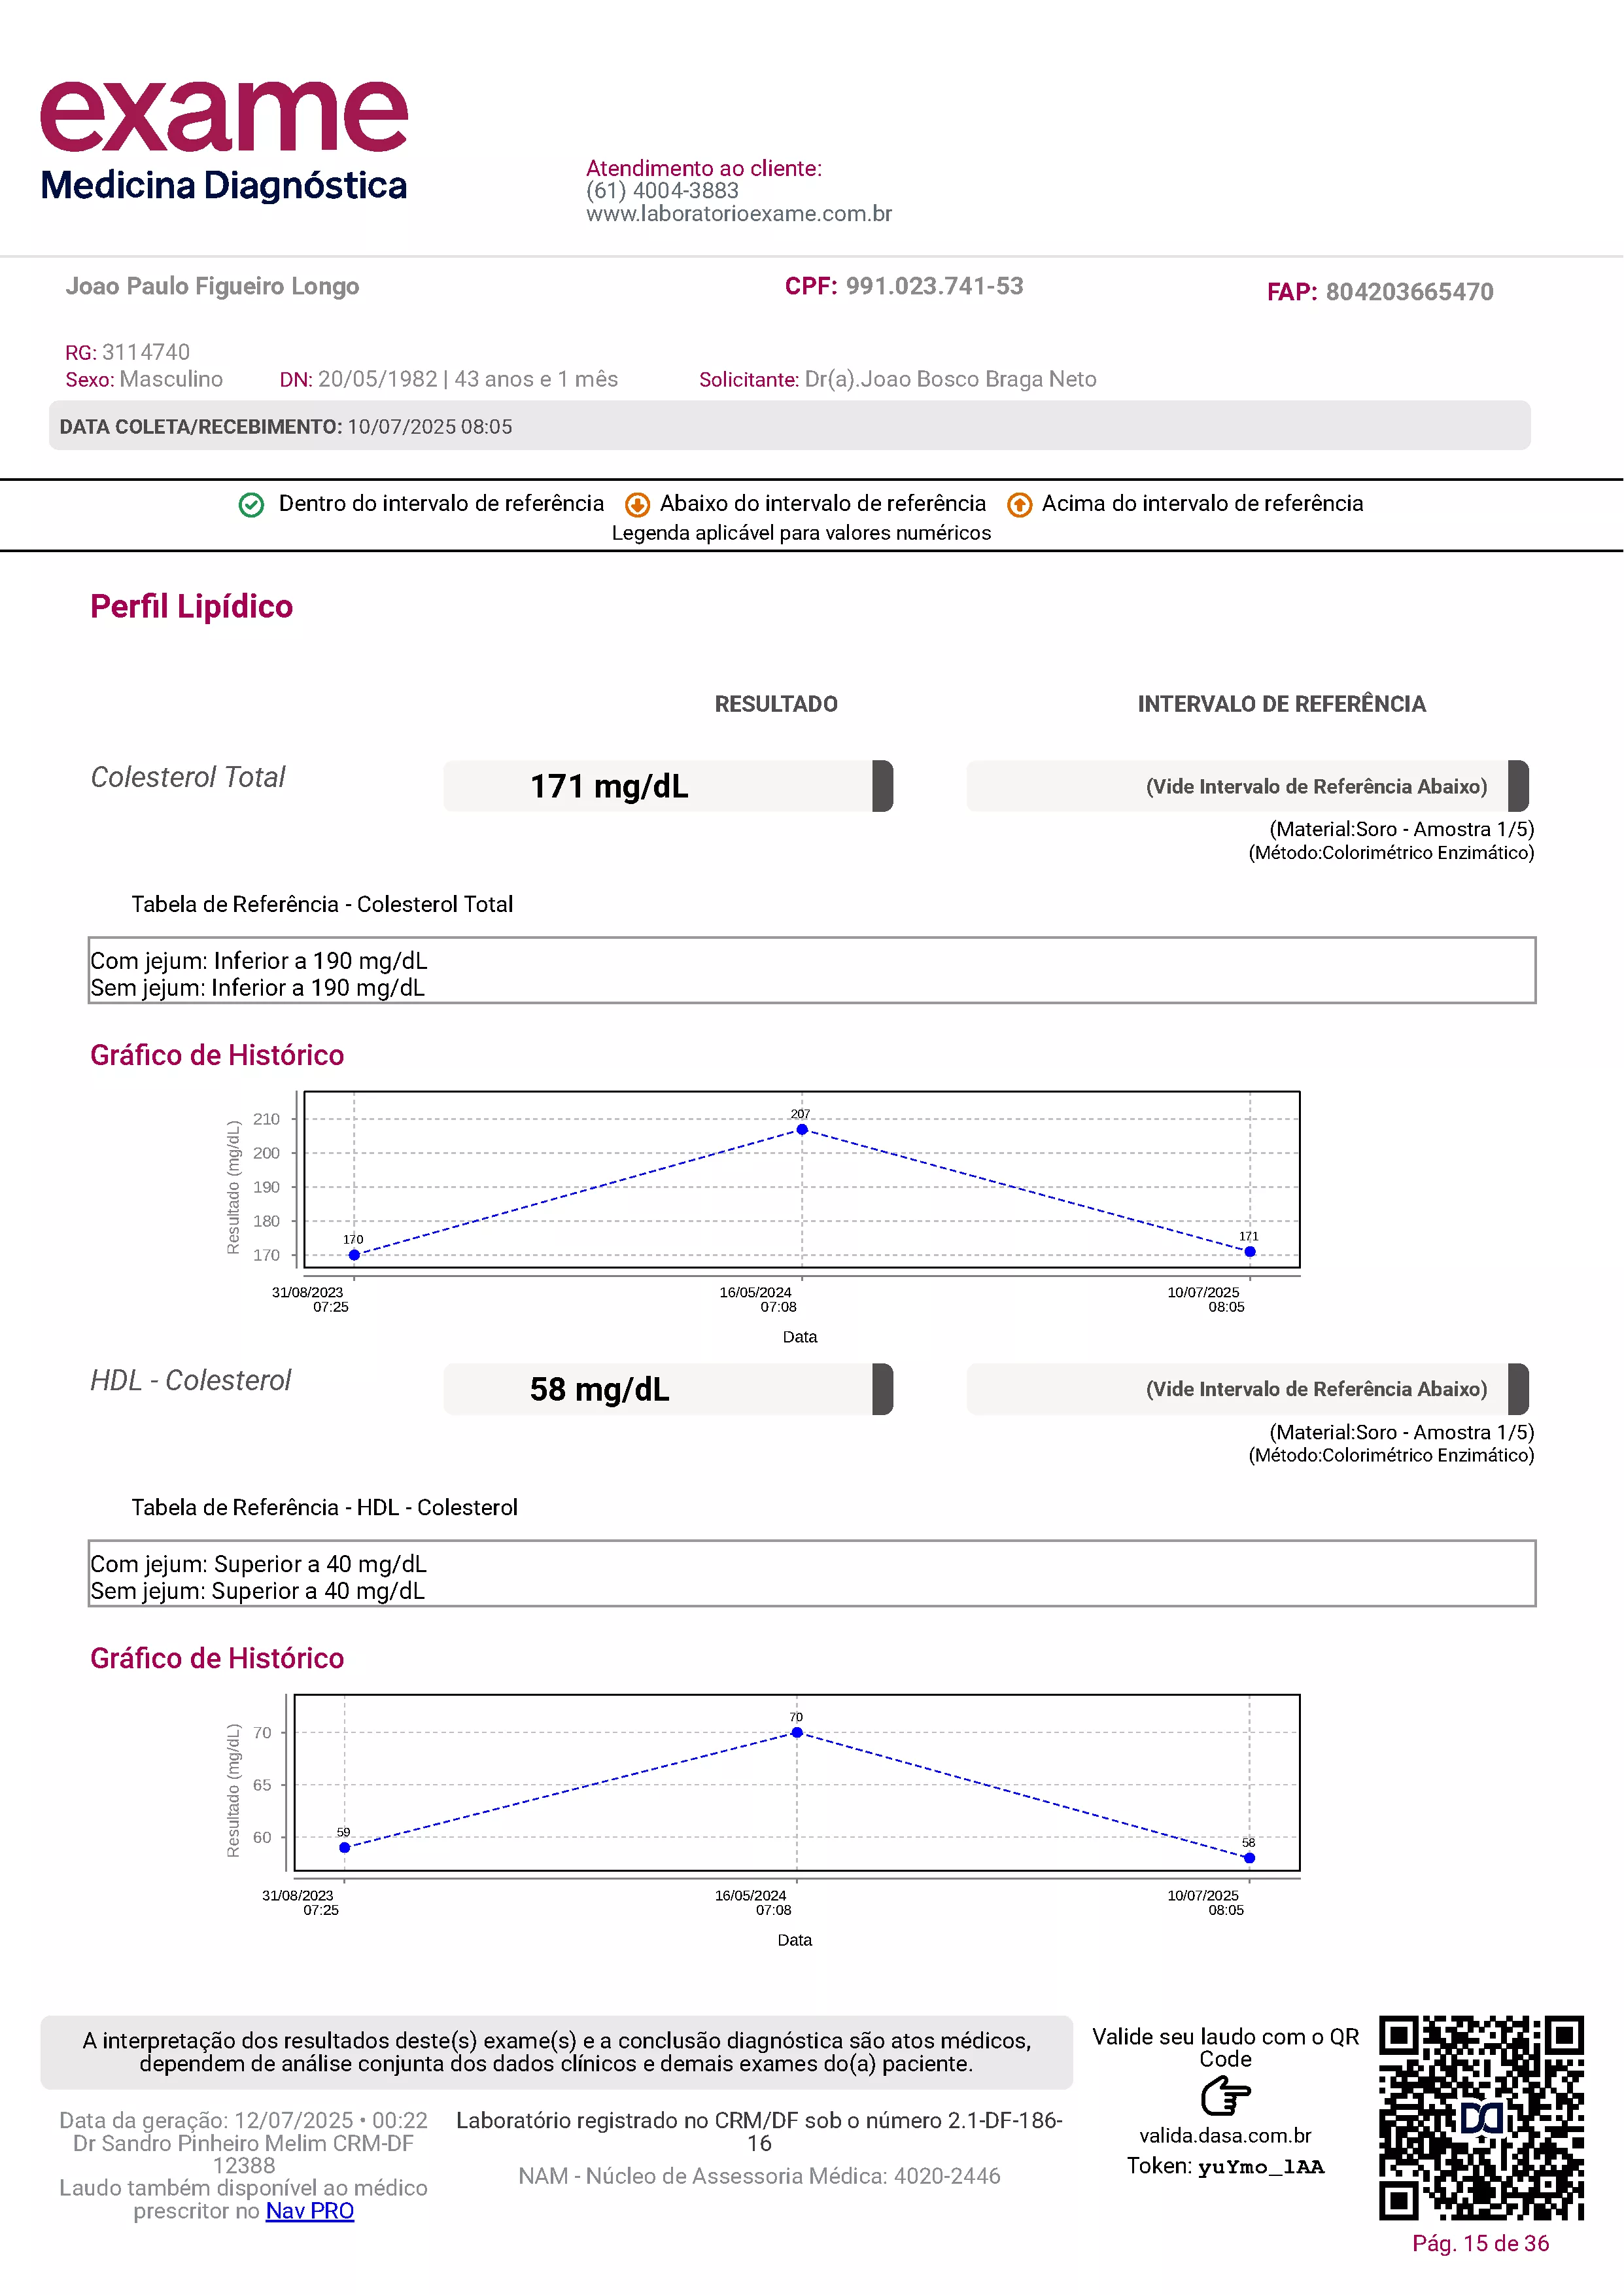 exame
Medicina Diagnóstica
Atendimento ao cliente:
(61) 4004-3883
www.laboratorioexame.com.br
Joao Paulo Figueiro Longo
CPF: 991.023.741-53
FAP: 804203665470
RG: 3114740
Sexo: Masculino DN: 20/05/1982 | 43 anos e 1 mês Solicitante: Dr(a).Joao Bosco Braga Neto
DATA COLETA/RECEBIMENTO: 10/07/2025 08:05
Dentro do intervalo de referência Abaixo do intervalo de referência Acima do intervalo de referência
Legenda aplicável para valores numéricos
Perfil Lipídico
RESULTADO INTERVALO DE REFERÊNCIA
Colesterol Total 171 mg/dL (Vide Intervalo de Referência Abaixo)
(Material:Soro - Amostra 1/5)
(Método:Colorimétrico Enzimático)
Tabela de Referência - Colesterol Total
Com jejum: Inferior a 190 mg/dL
Sem jejum: Inferior a 190 mg/dL
Gráfico de Histórico
Resultado (mg/dL)
210
200
190
180
170
170
207
171
31/08/2023 07:25
16/05/2024 07:08
10/07/2025 08:05
Data
HDL - Colesterol 58 mg/dL (Vide Intervalo de Referência Abaixo)
(Material:Soro - Amostra 1/5)
(Método:Colorimétrico Enzimático)
Tabela de Referência - HDL - Colesterol
Com jejum: Superior a 40 mg/dL
Sem jejum: Superior a 40 mg/dL
Gráfico de Histórico
Resultado (mg/dL)
70
65
60
59
70
58
31/08/2023 07:25
16/05/2024 07:08
10/07/2025 08:05
Data
A interpretação dos resultados deste(s) exame(s) e a conclusão diagnóstica são atos médicos,
dependem de análise conjunta dos dados clínicos e demais exames do(a) paciente.
Data da geração: 12/07/2025 • 00:22
Dr Sandro Pinheiro Melim CRM-DF
12388
Laudo também disponível ao médico
prescritor no Nav PRO
Laboratório registrado no CRM/DF sob o número 2.1-DF-186-
16
NAM - Núcleo de Assessoria Médica: 4020-2446
Valide seu laudo com o QR
Code
valida.dasa.com.br
Token: yuYmo_lAA
Pág. 15 de 36